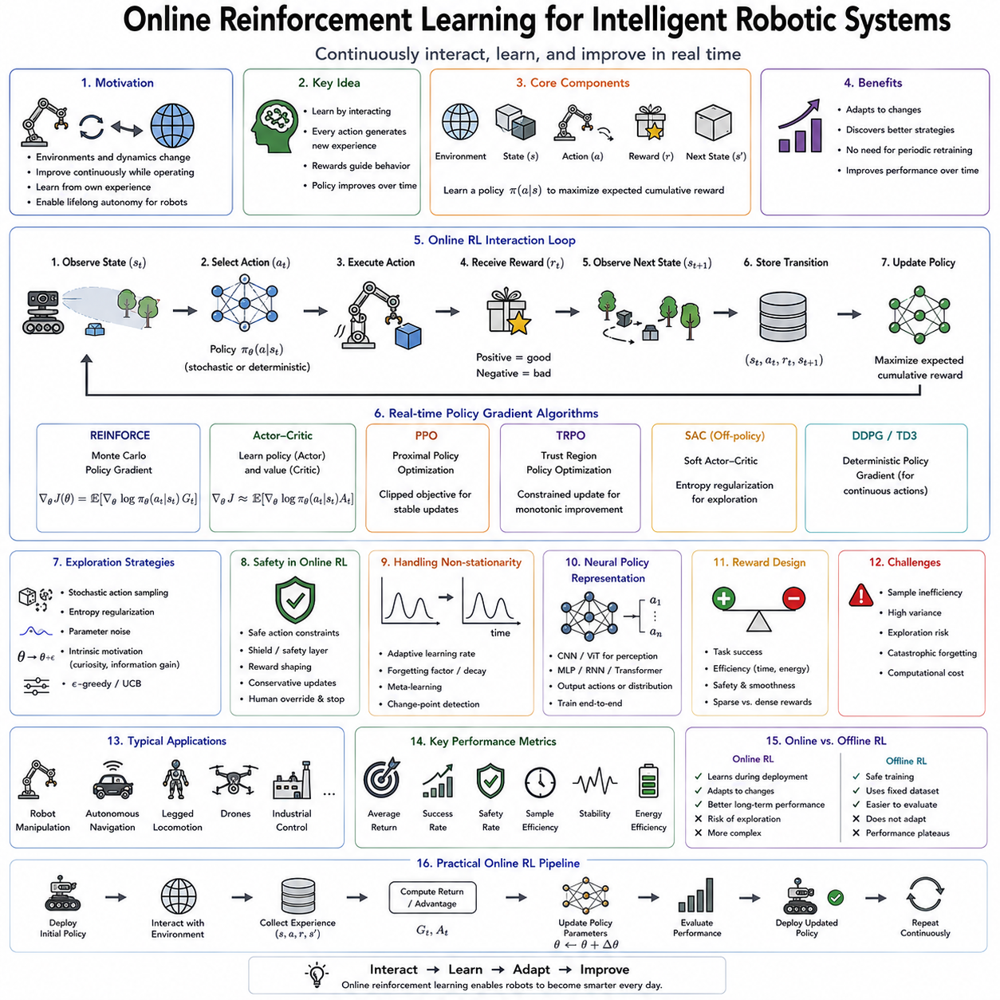 Online Reinforcement Learning for Intelligent Robotic Systems
Continuously interact, learn, and improve in real time
1. Motivation
• Environments and dynamics change
• Improve continuously while operating
• Learn from own experience
• Enable lifelong autonomy for robots
2. Key Idea
• Learn by interacting
• Every action generates
new experience
• Rewards guide behavior
• Policy improves over time
3. Core Components
Environment
State (s)
Action (a)
Reward (r)
Next State (s′)
Learn a policy π(a|s) to maximize expected cumulative reward
4. Benefits
• Adapts to changes
• Discovers better strategies
• No need for periodic retraining
• Improves performance over time
5. Online RL Interaction Loop
1. Observe State (s_t)
2. Select Action (a_t)
Policy π_θ(a|s_t)
(stochastic or deterministic)
3. Execute Action
4. Receive Reward (r_t)
Positive = good
Negative = bad
5. Observe Next State (s_{t+1})
6. Store Transition
(s_t, a_t, r_t, s_{t+1})
7. Update Policy
Maximize expected
cumulative reward
6. Real-time Policy Gradient Algorithms
REINFORCE
Monte Carlo
Policy Gradient
∇_θ J(θ) = 𝔼[∇_θ log π_θ(a_t|s_t) G_t]
Actor–Critic
Learn policy (Actor)
and value (Critic)
∇_θ J ≈ 𝔼[∇_θ log π_θ(a_t|s_t)A_t]
PPO
Proximal Policy
Optimization
Clipped objective for
stable updates
TRPO
Trust Region
Policy Optimization
Constrained update for
monotonic improvement
SAC (Off-policy)
Soft Actor–Critic
Entropy regularization
for exploration
DDPG / TD3
Deterministic Policy
Gradient (for
continuous actions)
7. Exploration Strategies
• Stochastic action sampling
• Entropy regularization
• Parameter noise
θ → θ+ϵ
• Intrinsic motivation
(curiosity, information gain)
• ϵ-greedy / UCB
8. Safety in Online RL
• Safe action constraints
• Shield / safety layer
• Reward shaping
• Conservative updates
• Human override & stop
9. Handling Non-stationarity
time
• Adaptive learning rate
• Forgetting factor / decay
• Meta-learning
• Change-point detection
10. Neural Policy
Representation
a_1
⋮
a_n
• CNN / ViT for perception
• MLP / RNN / Transformer
• Output actions or distribution
• Train end-to-end
11. Reward Design
+
−
• Task success
• Efficiency (time, energy)
• Safety & smoothness
• Sparse vs. dense rewards
12. Challenges
!
• Sample inefficiency
• High variance
• Exploration risk
• Catastrophic forgetting
• Computational cost
13. Typical Applications
Robot
Manipulation
Autonomous
Navigation
Legged
Locomotion
Drones
Industrial
Control
...
14. Key Performance Metrics
Average
Return
Success
Rate
Safety
Rate
Sample
Efficiency
Stability
Energy
Efficiency
15. Online vs. Offline RL
Online RL
✓ Learns during deployment
✓ Adapts to changes
✓ Better long-term performance
✗ Risk of exploration
✗ More complex
Offline RL
✓ Safe training
✓ Uses fixed dataset
✓ Easier to evaluate
✗ Does not adapt
✗ Performance plateaus
16. Practical Online RL Pipeline
Deploy
Initial Policy
Interact with
Environment
Collect Experience
(s, a, r, s′)
Compute Return
/ Advantage
G_t, A_t
Update Policy
Parameters
θ ← θ + Δθ
Evaluate
Performance
Deploy Updated
Policy
Repeat
Continuously
Interact → Learn → Adapt → Improve
Online reinforcement learning enables robots to become smarter every day.